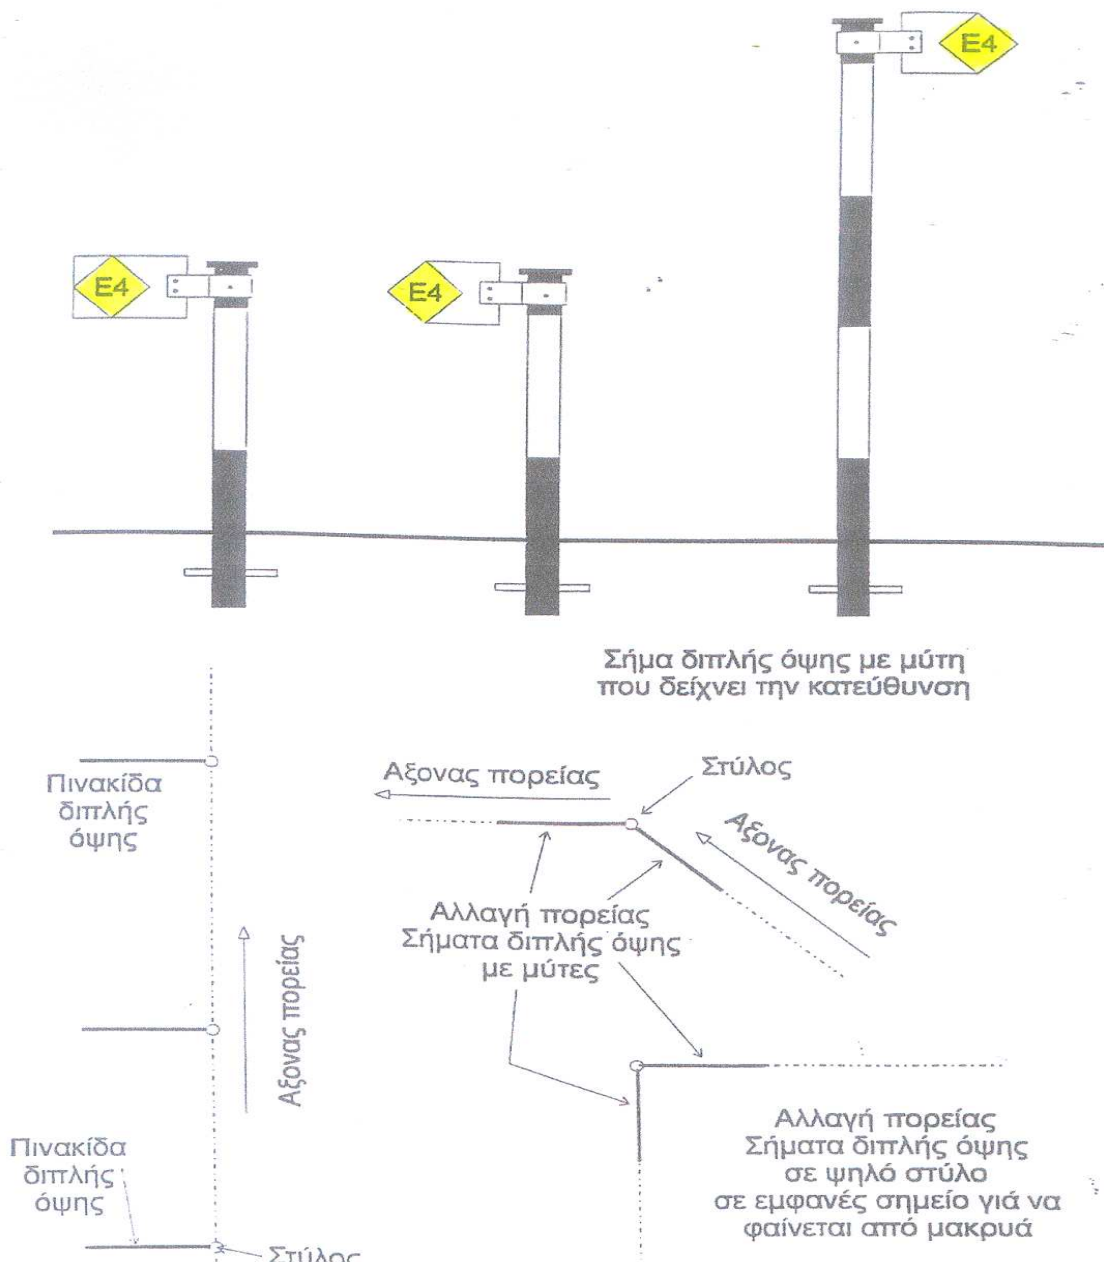 E4
E4
E4
Σήμα διπλής όψης με μύτη
που δείχνει την κατεύθυνση
Πινακίδα
διπλής
όψης
Αξονας πορείας
Στύλος
Αξονας πορείας
Αλλαγή πορείας
Σήματα διπλής όψης
με μύτες
Αξονας πορείας
Πινακίδα
διπλής
όψης
Στύλος
Αλλαγή πορείας
Σήματα διπλής όψης
σε ψηλό στύλο
σε εμφανές σημείο γιά να
φαίνεται από μακρυά